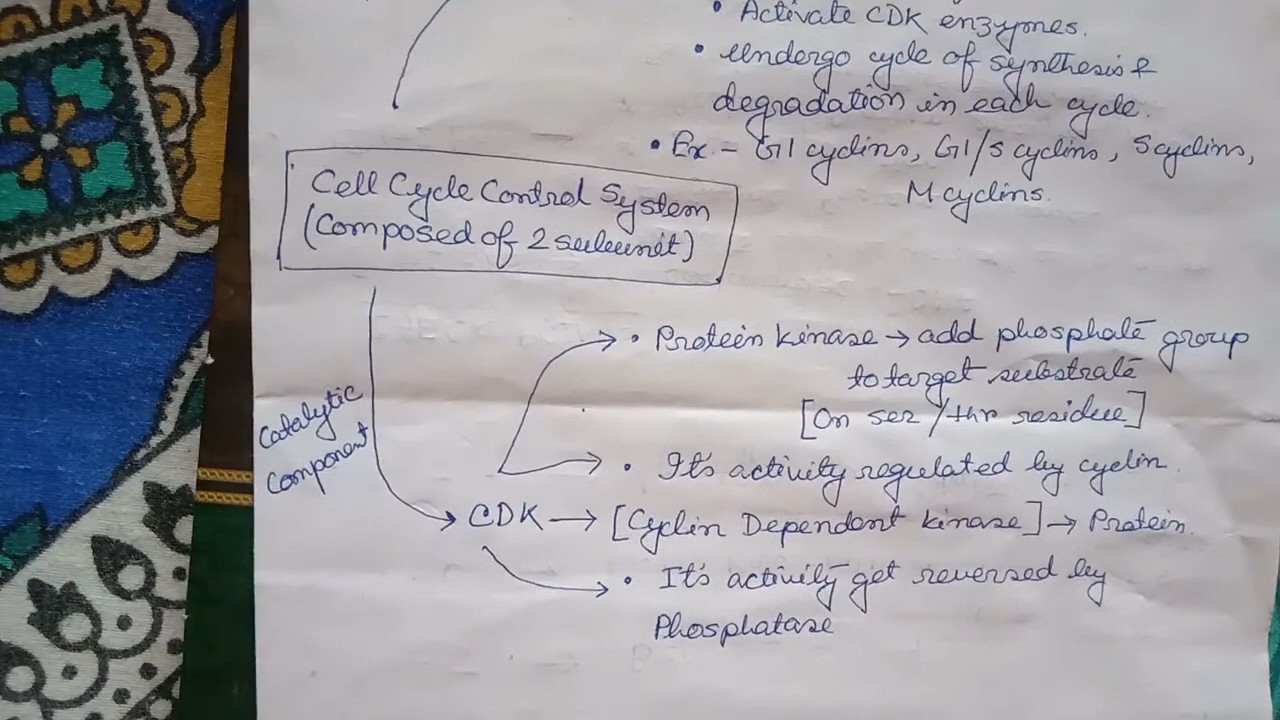 • Activate CDK enzymes.
• Undergo cycle of synthesis &
degradation in each cycle.
• Ex - G1 cyclins, G1/S cyclins, S cyclins,
M cyclins.
Cell Cycle Control System
(Composed of 2 subunit)
• Protein kinase → add phosphate group
to target substrate
[On ser/thr residue]
Catalytic
Component
• It's activity regulated by cyclin.
CDK → [Cyclin Dependent kinase] → Protein.
• It's activity get reversed by
Phosphatase